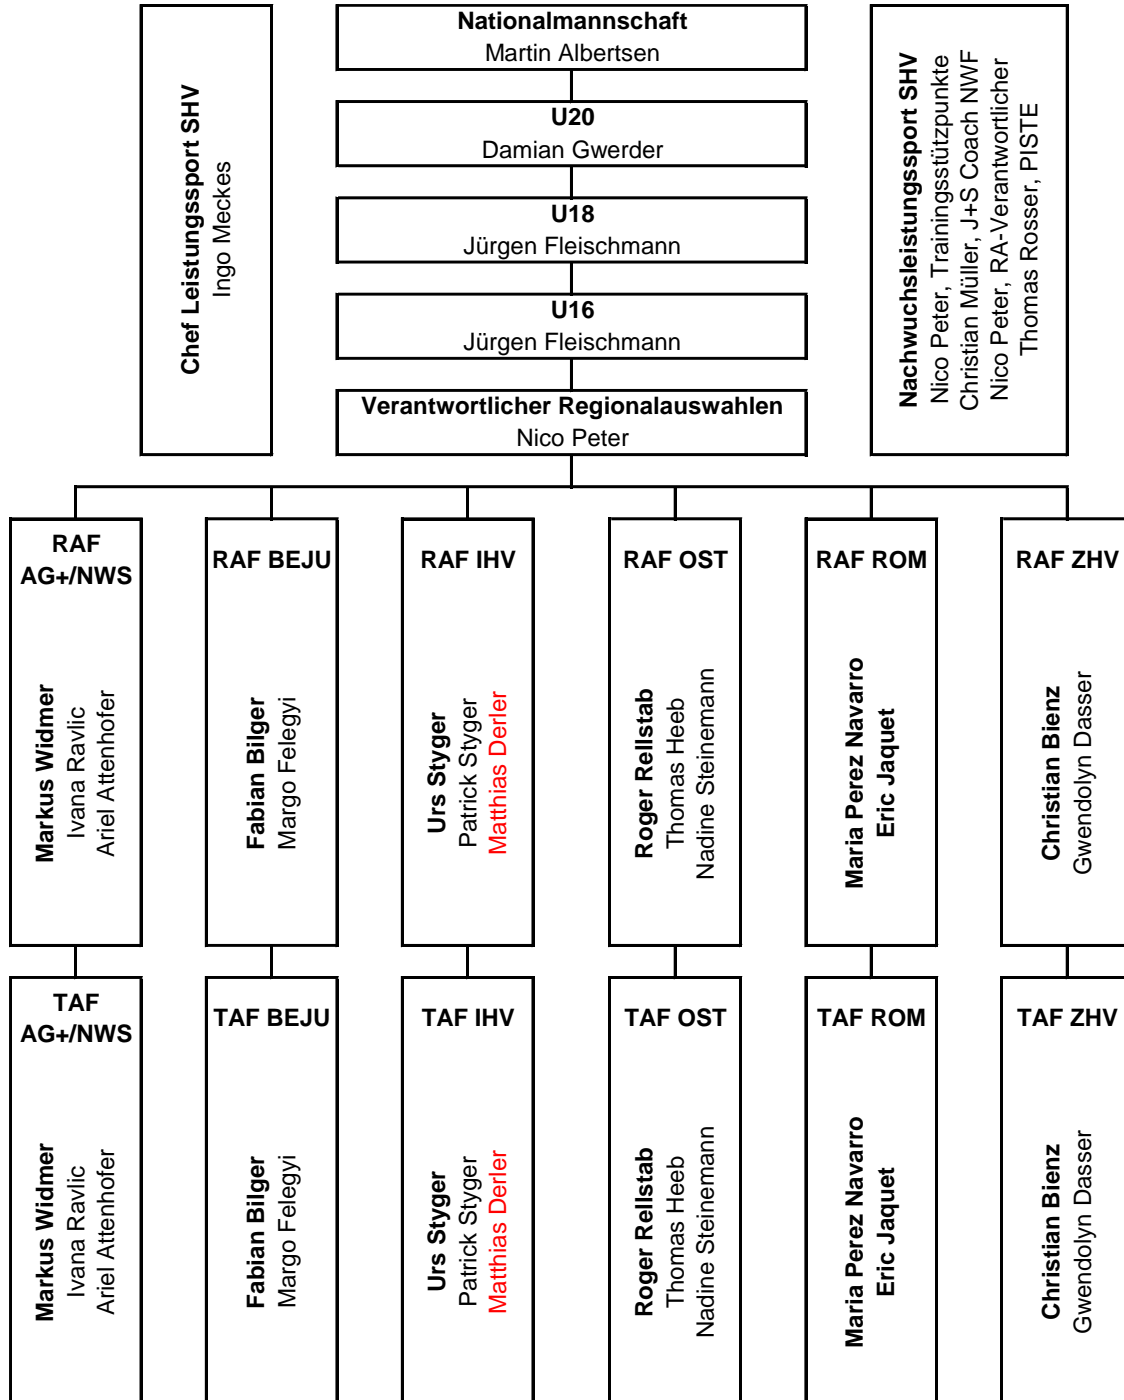 Nationalmannschaft
Martin Albertsen
U20
Damian Gwerder
U18
Jürgen Fleischmann
U16
Jürgen Fleischmann
Verantwortlicher Regionalauswahlen
Nico Peter
Chef Leistungssport SHV
Ingo Meckes
Nachwuchsleistungssport SHV
Nico Peter, Trainingsstützpunkte
Christian Müller, J+S Coach NWF
Nico Peter, RA-Verantwortlicher
Thomas Rosser, PISTE
RAF
AG+/NWS
Markus Widmer
Ivana Ravlic
Ariel Attenhofer
RAF BEJU
Fabian Bilger
Margo Felegyi
RAF IHV
Urs Styger
Patrick Styger
Matthias Derler
RAF OST
Roger Rellstab
Thomas Heeb
Nadine Steinemann
RAF ROM
Maria Perez Navarro
Eric Jaquet
RAF ZHV
Christian Bienz
Gwendolyn Dasser
TAF
AG+/NWS
Markus Widmer
Ivana Ravlic
Ariel Attenhofer
TAF BEJU
Fabian Bilger
Margo Felegyi
TAF IHV
Urs Styger
Patrick Styger
Matthias Derler
TAF OST
Roger Rellstab
Thomas Heeb
Nadine Steinemann
TAF ROM
Maria Perez Navarro
Eric Jaquet
TAF ZHV
Christian Bienz
Gwendolyn Dasser